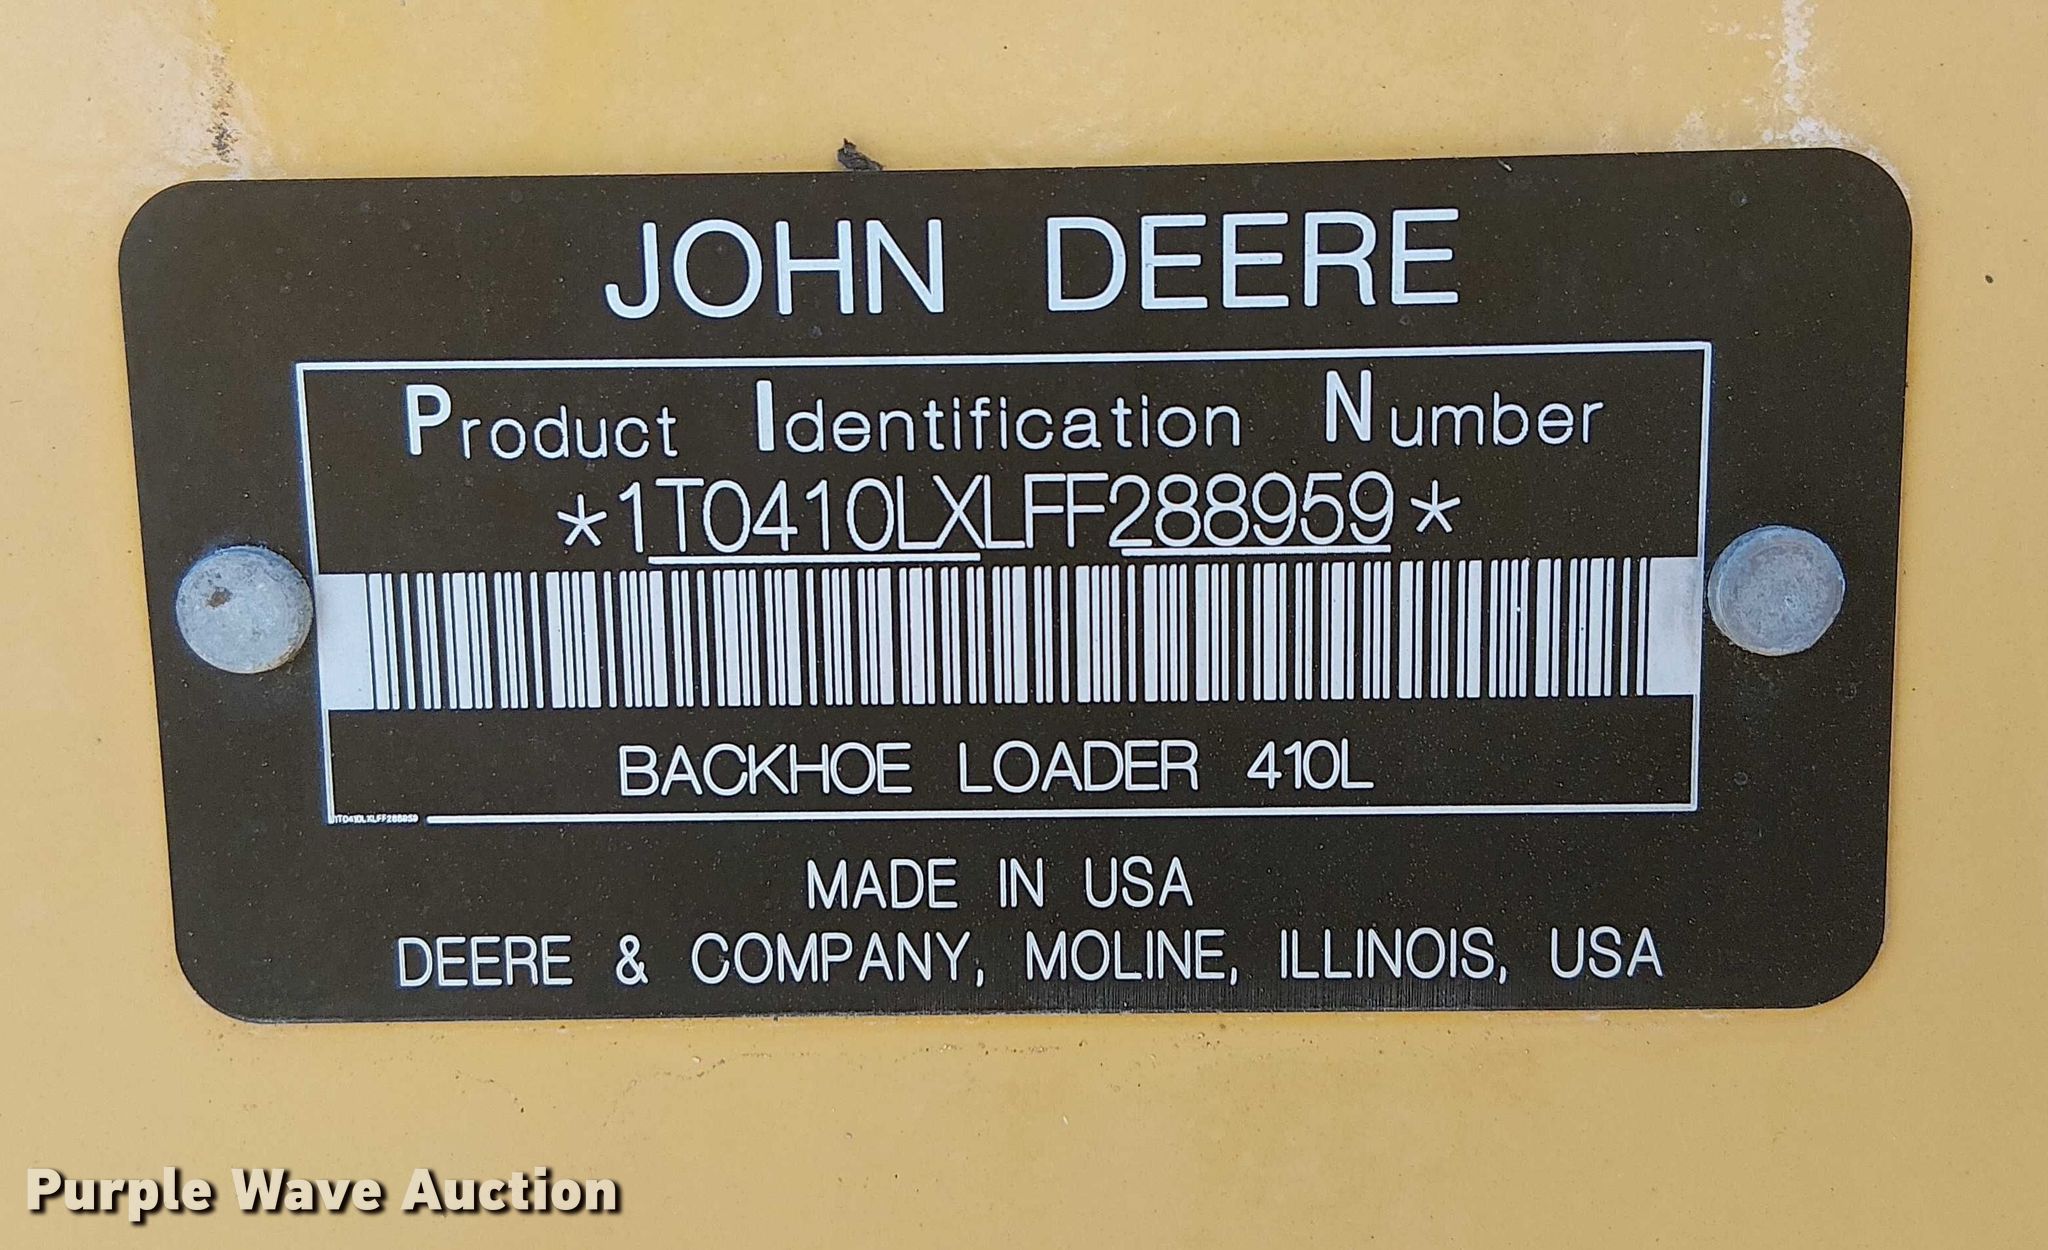 JOHN DEERE
Product Identification Number
*1T0410LXLFF288959*
BACKHOE LOADER 410L
1T0410LXLFF288959
MADE IN USA
DEERE & COMPANY, MOLINE, ILLINOIS, USA
Purple Wave Auction